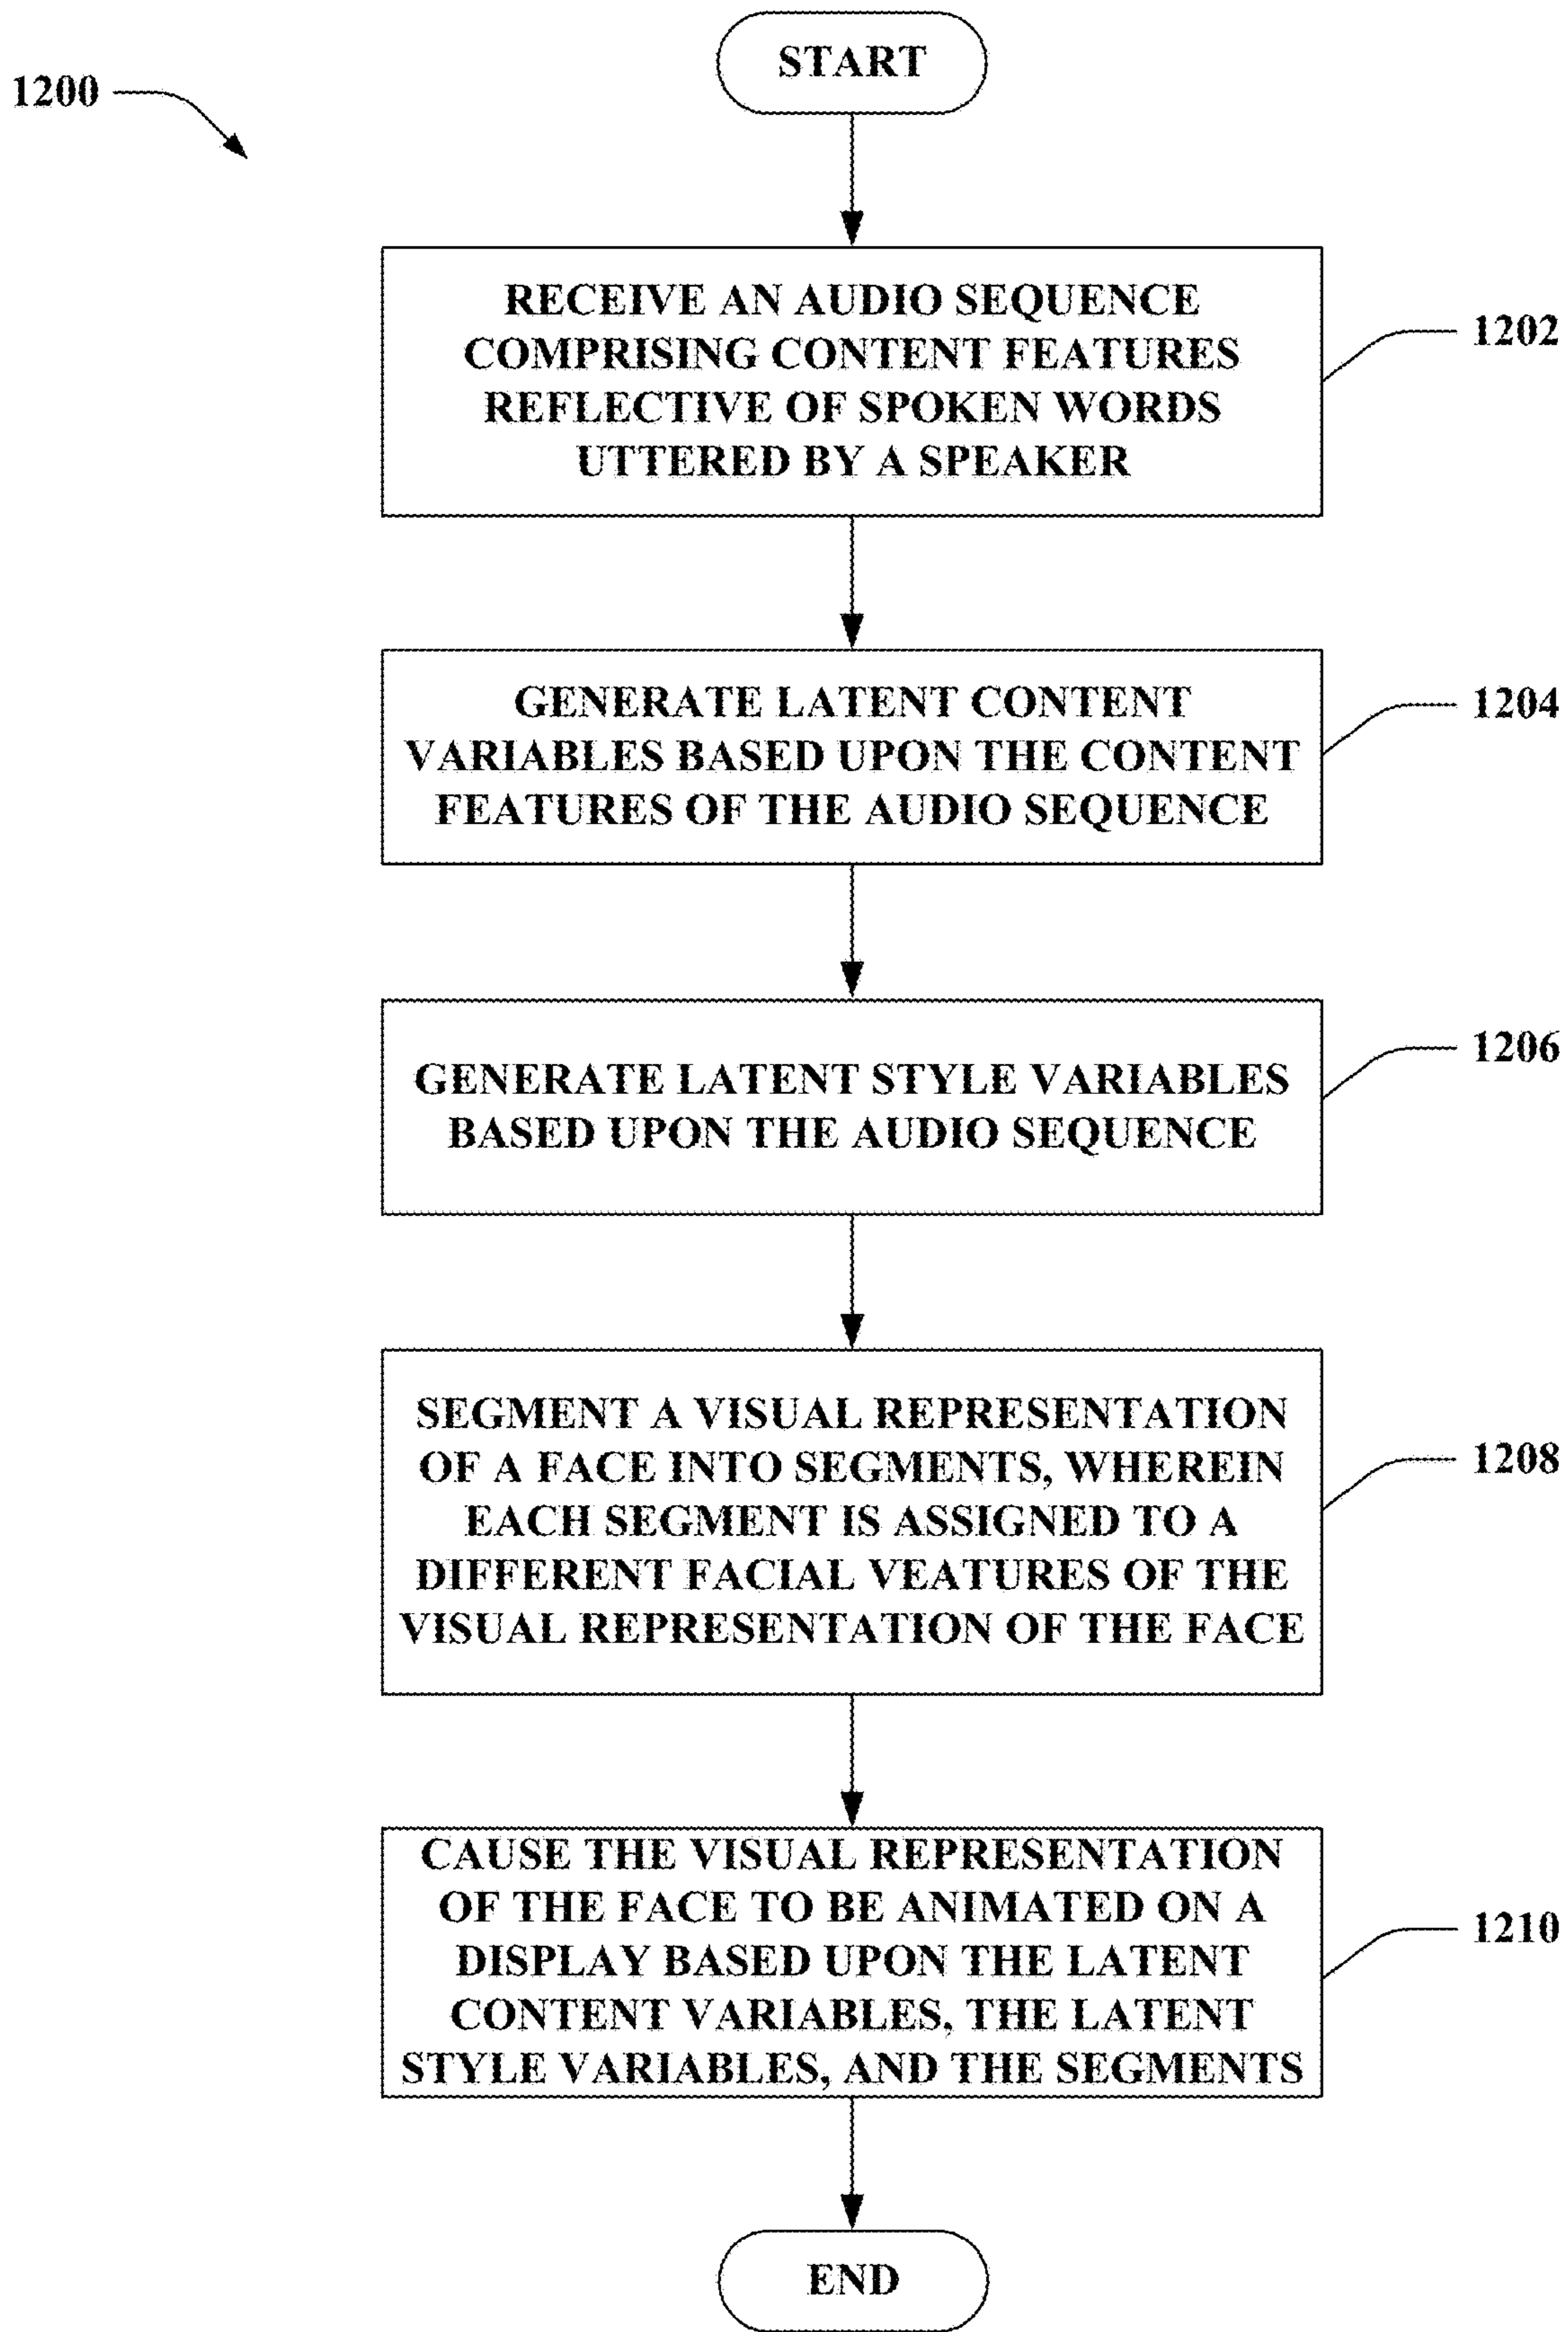 START
1200
RECEIVE AN AUDIO SEQUENCE
COMPRISING CONTENT FEATURES
REFLECTIVE OF SPOKEN WORDS
UTTERED BY A SPEAKER
1202
GENERATE LATENT CONTENT
VARIABLES BASED UPON THE CONTENT
FEATURES OF THE AUDIO SEQUENCE
1204
GENERATE LATENT STYLE VARIABLES
BASED UPON THE AUDIO SEQUENCE
1206
SEGMENT A VISUAL REPRESENTATION
OF A FACE INTO SEGMENTS, WHEREIN
EACH SEGMENT IS ASSIGNED TO A
DIFFERENT FACIAL VEATURES OF THE
VISUAL REPRESENTATION OF THE FACE
1208
CAUSE THE VISUAL REPRESENTATION
OF THE FACE TO BE ANIMATED ON A
DISPLAY BASED UPON THE LATENT
CONTENT VARIABLES, THE LATENT
STYLE VARIABLES, AND THE SEGMENTS
1210
END